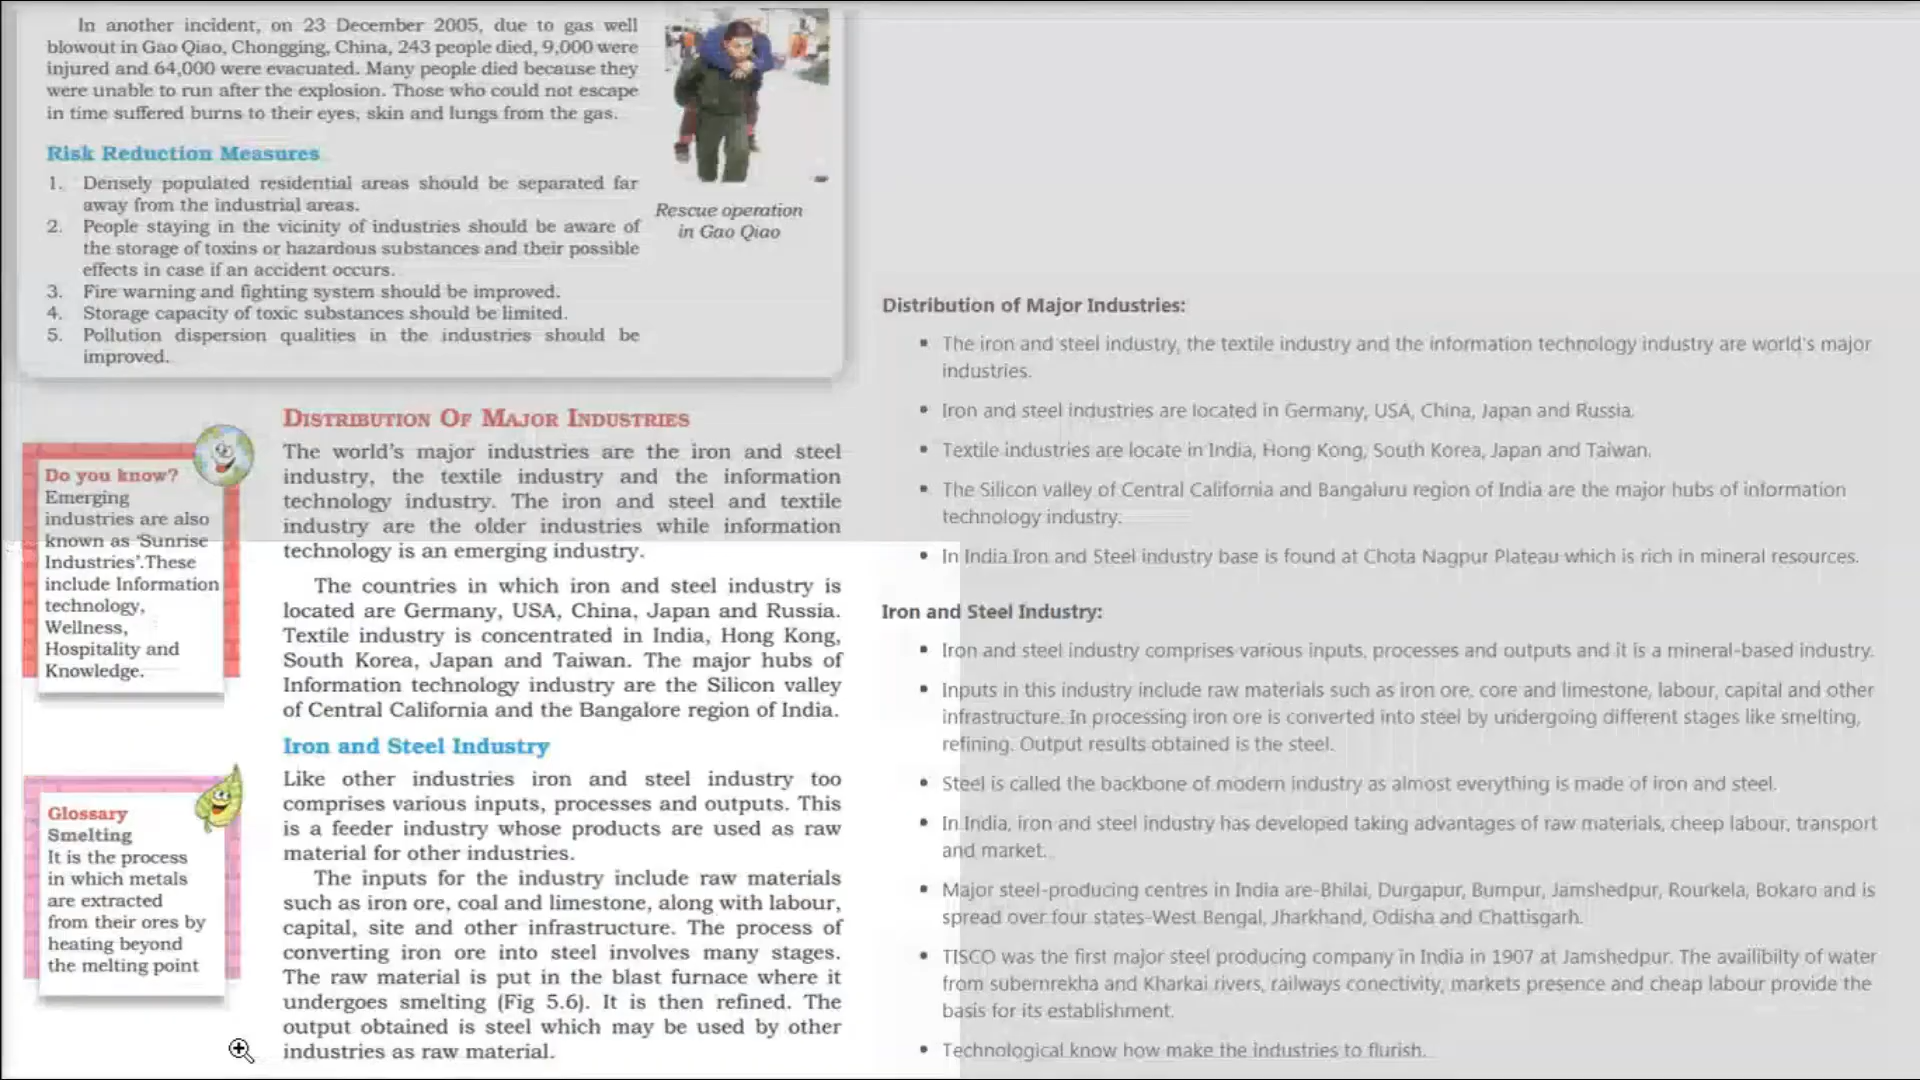 In another incident, on 23 December 2005, due to gas well
blowout in Gao Qiao, Chongging, China, 243 people died, 9,000 were
injured and 64,000 were evacuated. Many people died because they
were unable to run after the explosion. Those who could not escape
in time suffered burns to their eyes, skin and lungs from the gas.
Risk Reduction Measures
1. Densely populated residential areas should be separated far
away from the industrial areas.
2. People staying in the vicinity of industries should be aware of
the storage of toxins or hazardous substances and their possible
effects in case if an accident occurs.
3. Fire warning and fighting system should be improved.
4. Storage capacity of toxic substances should be limited.
5. Pollution dispersion qualities in the industries should be
improved.
Rescue operation
in Gao Qiao
Do you know?
Emerging
industries are also
known as 'Sunrise
Industries'.These
include Information
technology,
Wellness,
Hospitality and
Knowledge.
Glossary
Smelting
It is the process
in which metals
are extracted
from their ores by
heating beyond
the melting point
DISTRIBUTION OF MAJOR INDUSTRIES
The world's major industries are the iron and steel
industry, the textile industry and the information
technology industry. The iron and steel and textile
industry are the older industries while information
technology is an emerging industry.
The countries in which iron and steel industry is
located are Germany, USA, China, Japan and Russia.
Textile industry is concentrated in India, Hong Kong,
South Korea, Japan and Taiwan. The major hubs of
Information technology industry are the Silicon valley
of Central California and the Bangalore region of India.
Iron and Steel Industry
Like other industries iron and steel industry too
comprises various inputs, processes and outputs. This
is a feeder industry whose products are used as raw
material for other industries.
The inputs for the industry include raw materials
such as iron ore, coal and limestone, along with labour,
capital, site and other infrastructure. The process of
converting iron ore into steel involves many stages.
The raw material is put in the blast furnace where it
undergoes smelting (Fig 5.6). It is then refined. The
output obtained is steel which may be used by other
industries as raw material.
Distribution of Major Industries:
• The iron and steel industry, the textile industry and the information technology industry are world's major
industries.
• Iron and steel industries are located in Germany, USA, China, Japan and Russia.
• Textile industries are locate in India, Hong Kong, South Korea, Japan and Taiwan.
• The Silicon valley of Central California and Bangaluru region of India are the major hubs of information
technology industry.
• In India Iron and Steel industry base is found at Chota Nagpur Plateau which is rich in mineral resources.
Iron and Steel Industry:
• Iron and steel industry comprises various inputs, processes and outputs and it is a mineral-based industry.
• Inputs in this industry include raw materials such as iron ore, core and limestone, labour, capital and other
infrastructure. In processing iron ore is converted into steel by undergoing different stages like smelting,
refining. Output results obtained is the steel.
• Steel is called the backbone of modern industry as almost everything is made of iron and steel.
• In India, iron and steel industry has developed taking advantages of raw materials, cheep labour, transport
and market.
• Major steel-producing centres in India are-Bhilai, Durgapur, Bumpur, Jamshedpur, Rourkela, Bokaro and is
spread over four states-West Bengal, Jharkhand, Odisha and Chattisgarh.
• TISCO was the first major steel producing company in India in 1907 at Jamshedpur. The availibilty of water
from subernrekha and Kharkai rivers, railways conectivity, markets presence and cheap labour provide the
basis for its establishment.
• Technological know how make the industries to flurish.